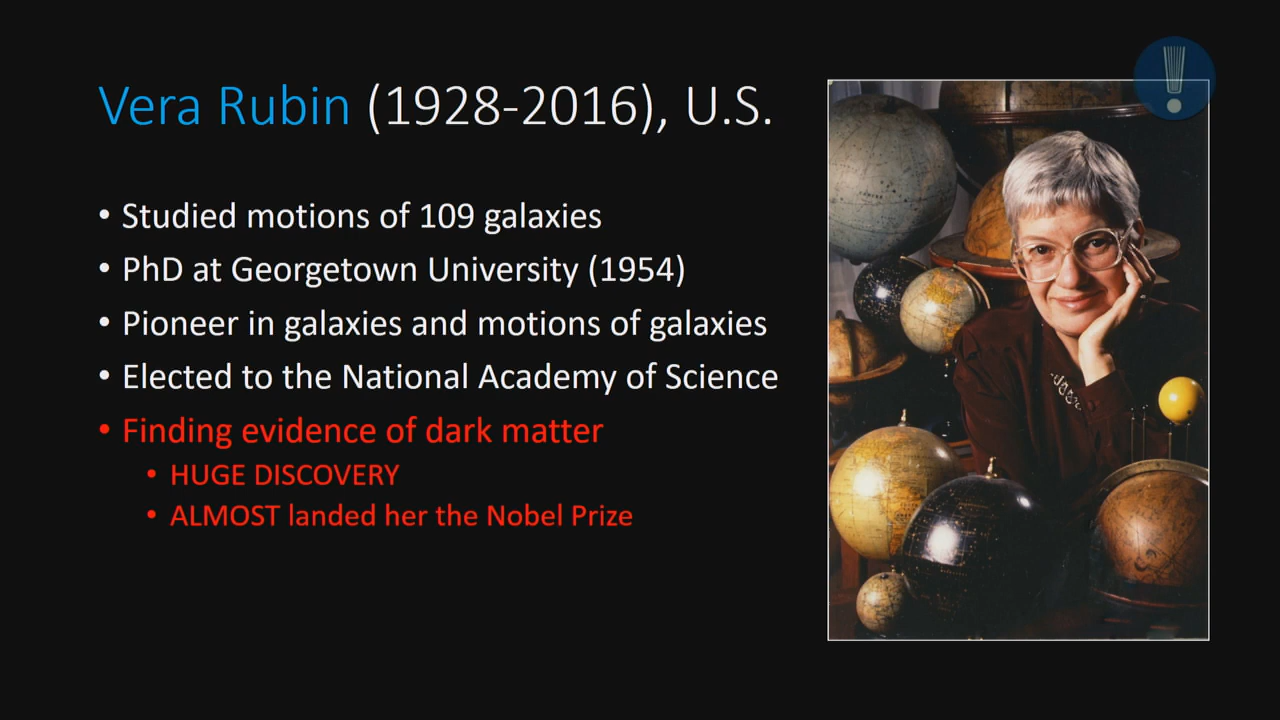 Vera Rubin (1928-2016), U.S.
• Studied motions of 109 galaxies
• PhD at Georgetown University (1954)
• Pioneer in galaxies and motions of galaxies
• Elected to the National Academy of Science
• Finding evidence of dark matter
• HUGE DISCOVERY
• ALMOST landed her the Nobel Prize